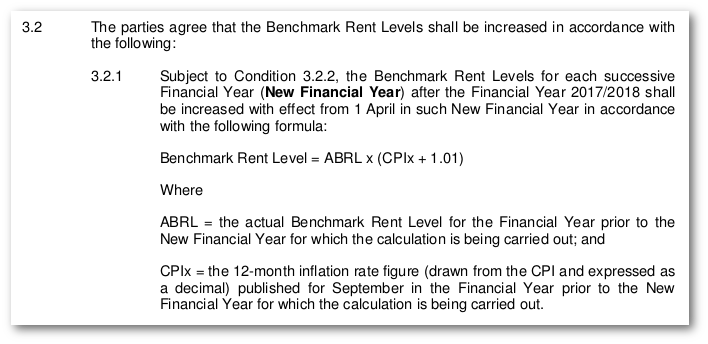 3.2 The parties agree that the Benchmark Rent Levels shall be increased in accordance with
the following:
3.2.1 Subject to Condition 3.2.2, the Benchmark Rent Levels for each successive
Financial Year (New Financial Year) after the Financial Year 2017/2018 shall
be increased with effect from 1 April in such New Financial Year in accordance
with the following formula:
Benchmark Rent Level = ABRL x (CPIx + 1.01)
Where
ABRL = the actual Benchmark Rent Level for the Financial Year prior to the
New Financial Year for which the calculation is being carried out; and
CPIx = the 12-month inflation rate figure (drawn from the CPI and expressed as
a decimal) published for September in the Financial Year prior to the New
Financial Year for which the calculation is being carried out.